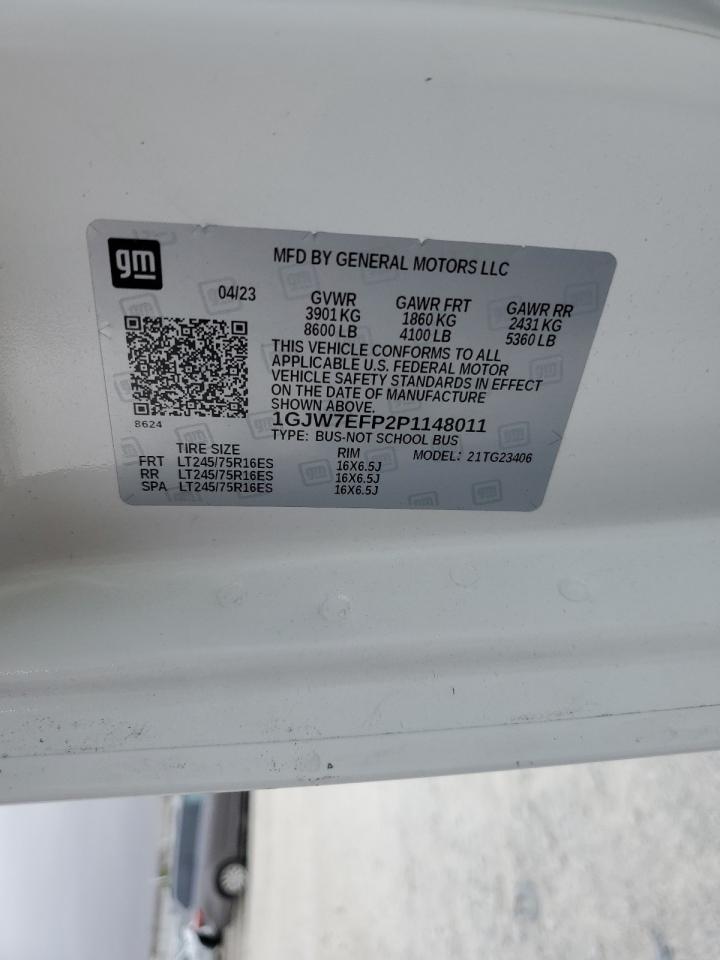 gm
MFD BY GENERAL MOTORS LLC
04/23 GVWR GAWR FRT GAWR RR
3901 KG 1860 KG 2431 KG
8600 LB 4100 LB 5360 LB
THIS VEHICLE CONFORMS TO ALL
APPLICABLE U.S. FEDERAL MOTOR
VEHICLE SAFETY STANDARDS IN EFFECT
ON THE DATE OF MANUFACTURE
SHOWN ABOVE.
8624
1GJW7EFP2P1148011
TYPE: BUS-NOT SCHOOL BUS
TIRE SIZE RIM MODEL: 21TG23406
FRT LT245/75R16ES 16X6.5J
RR LT245/75R16ES 16X6.5J
SPA LT245/75R16ES 16X6.5J